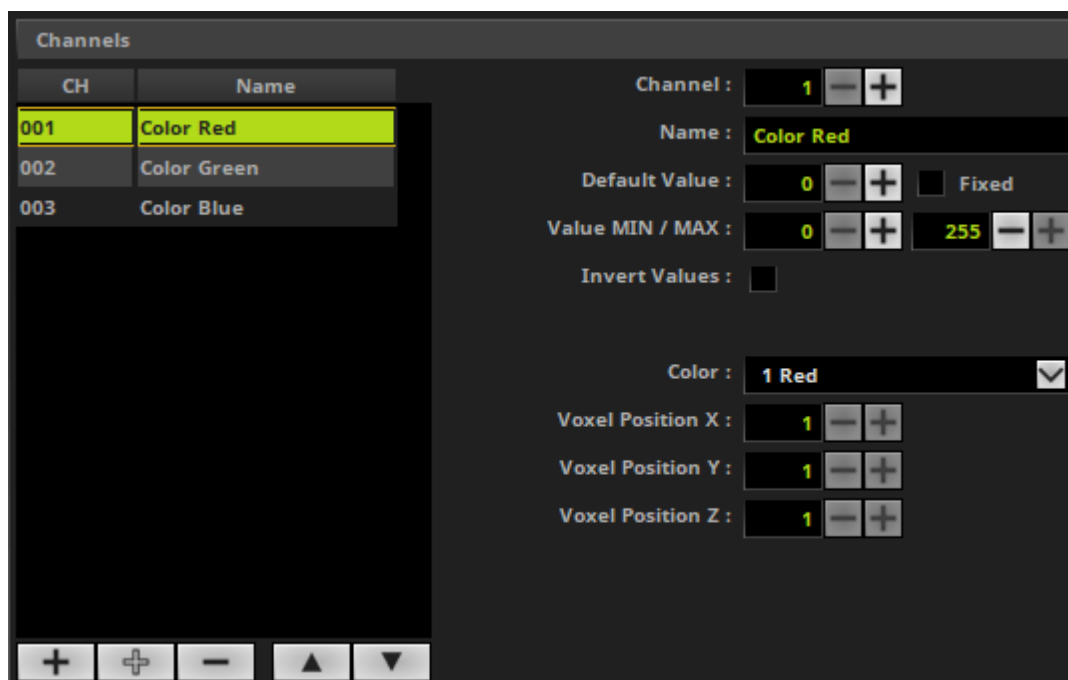 Channels
CH Name
001 Color Red
002 Color Green
003 Color Blue
Channel : 1
Name : Color Red
Default Value : 0 Fixed
Value MIN / MAX : 0 255
Invert Values :
Color : 1 Red
Voxel Position X : 1
Voxel Position Y : 1
Voxel Position Z : 1